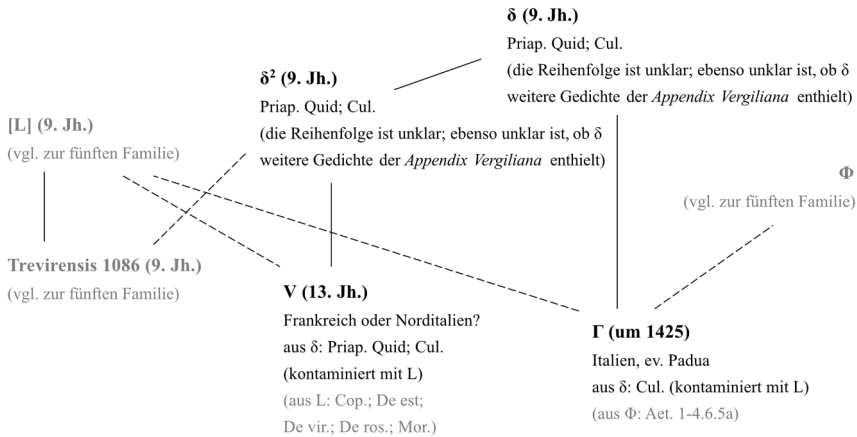 δ (9. Jh.)
Priap. Quid; Cul.
(die Reihenfolge ist unklar; ebenso unklar ist, ob δ
weitere Gedichte der Appendix Vergiliana enthielt)
δ² (9. Jh.)
Priap. Quid; Cul.
(die Reihenfolge ist unklar; ebenso unklar ist, ob δ
weitere Gedichte der Appendix Vergiliana enthielt)
[L] (9. Jh.)
(vgl. zur fünften Familie)
Φ
(vgl. zur fünften Familie)
Trevirensis 1086 (9. Jh.)
(vgl. zur fünften Familie)
V (13. Jh.)
Frankreich oder Norditalien?
aus δ: Priap. Quid; Cul.
(kontaminiert mit L)
(aus L: Cop.; De est;
De vir.; De ros.; Mor.)
Γ (um 1425)
Italien, ev. Padua
aus δ: Cul. (kontaminiert mit L)
(aus Φ: Aet. 1-4.6.5a)